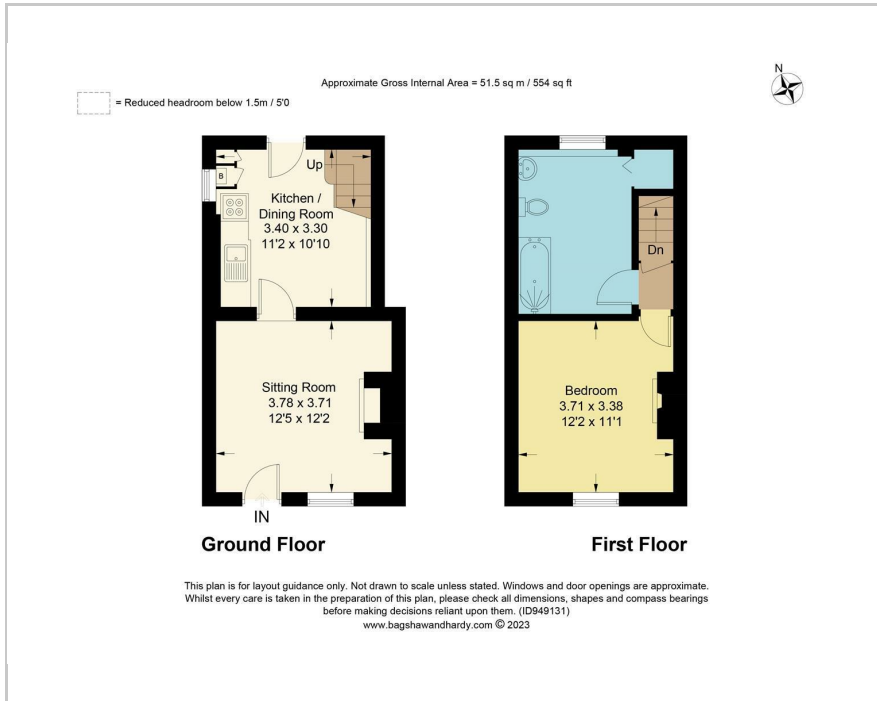 Approximate Gross Internal Area = 51.5 sq m / 554 sq ft
N
= Reduced headroom below 1.5m / 5'0
Up
B
Kitchen /
Dining Room
3.40 x 3.30
11'2 x 10'10
Sitting Room
3.78 x 3.71
12'5 x 12'2
IN
Ground Floor
Dn
Bedroom
3.71 x 3.38
12'2 x 11'1
First Floor
This plan is for layout guidance only. Not drawn to scale unless stated. Windows and door openings are approximate.
Whilst every care is taken in the preparation of this plan, please check all dimensions, shapes and compass bearings
before making decisions reliant upon them. (ID949131)
www.bagshawandhardy.com © 2023